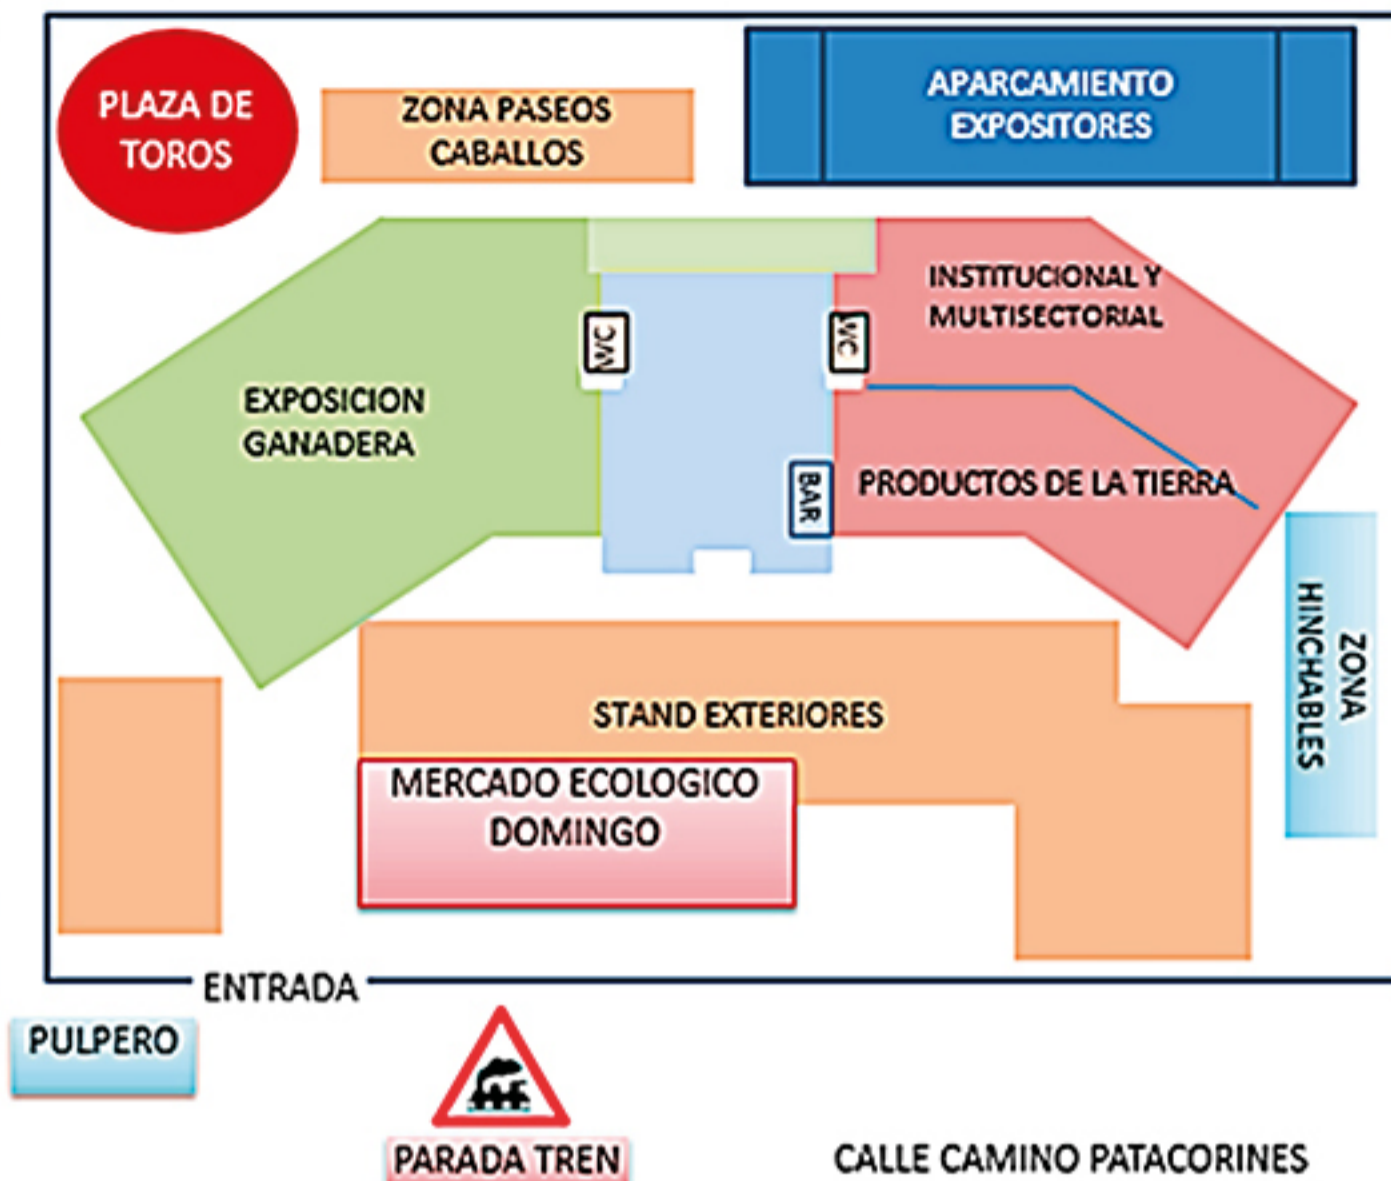 PLAZA DE
TOROS
ZONA PASEOS
CABALLOS
APARCAMIENTO
EXPOSITORES
INSTITUCIONAL Y
MULTISECTORIAL
WC
WC
EXPOSICION
GANADERA
BAR
PRODUCTOS DE LA TIERRA
ZONA
HINCHABLES
STAND EXTERIORES
MERCADO ECOLOGICO
DOMINGO
ENTRADA
PULPERO
PARADA TREN
CALLE CAMINO PATACORINES